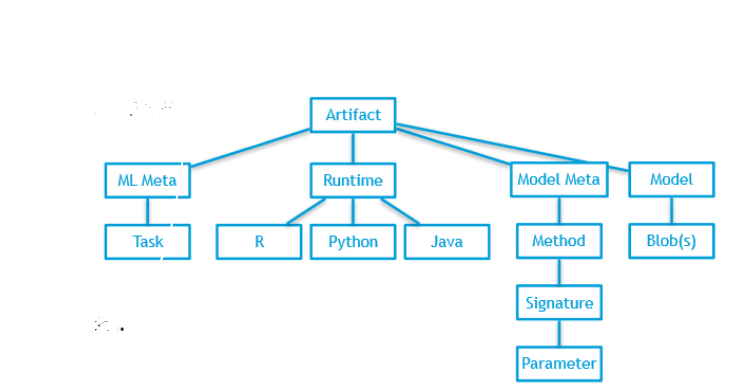 Artifact
ML Meta
Runtime
Model Meta
Model
Task
R
Python
Java
Method
Blob(s)
Signature
Parameter